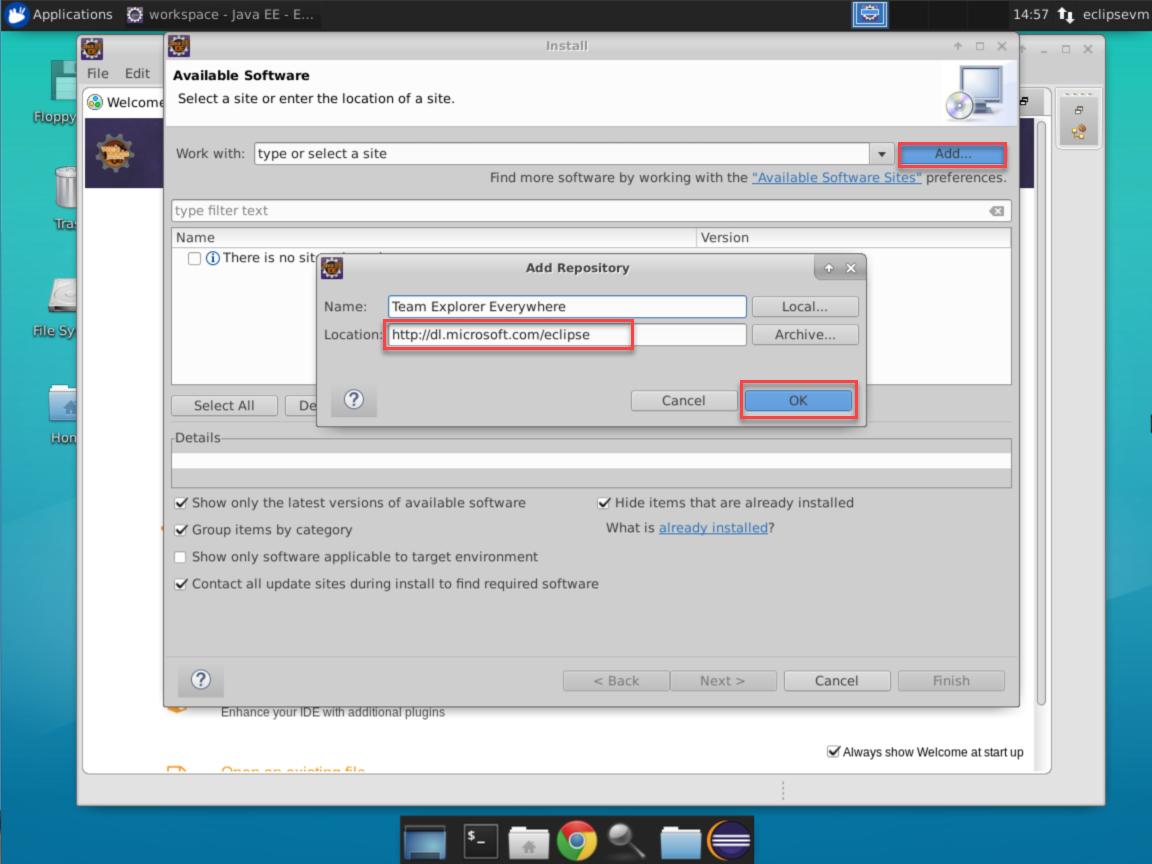 Applications
workspace - Java EE - E...
14:57
eclipsevm
Install
File Edit
Available Software
Select a site or enter the location of a site.
Welcome
Floppy
Work with:
type or select a site
Add...
Find more software by working with the "Available Software Sites" preferences.
type filter text
Name
Version
There is no sit
Add Repository
Name:
Team Explorer Everywhere
Local...
Location:
http://dl.microsoft.com/eclipse
Archive...
Select All
De
?
Cancel
OK
Tra
File Sy
Hom
Details
Show only the latest versions of available software
Hide items that are already installed
Group items by category
What is already installed?
Show only software applicable to target environment
Contact all update sites during install to find required software
?
< Back
Next >
Cancel
Finish
Enhance your IDE with additional plugins
Always show Welcome at start up
Open an existing file
$_